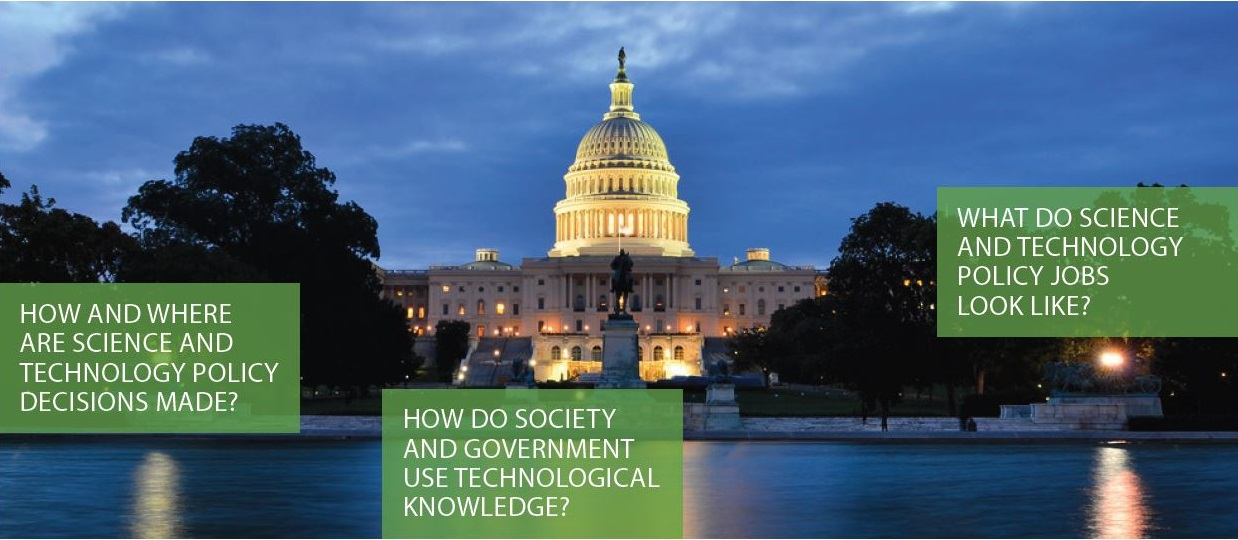 HOW AND WHERE
ARE SCIENCE AND
TECHNOLOGY POLICY
DECISIONS MADE?
HOW DO SOCIETY
AND GOVERNMENT
USE TECHNOLOGICAL
KNOWLEDGE?
WHAT DO SCIENCE
AND TECHNOLOGY
POLICY JOBS
LOOK LIKE?